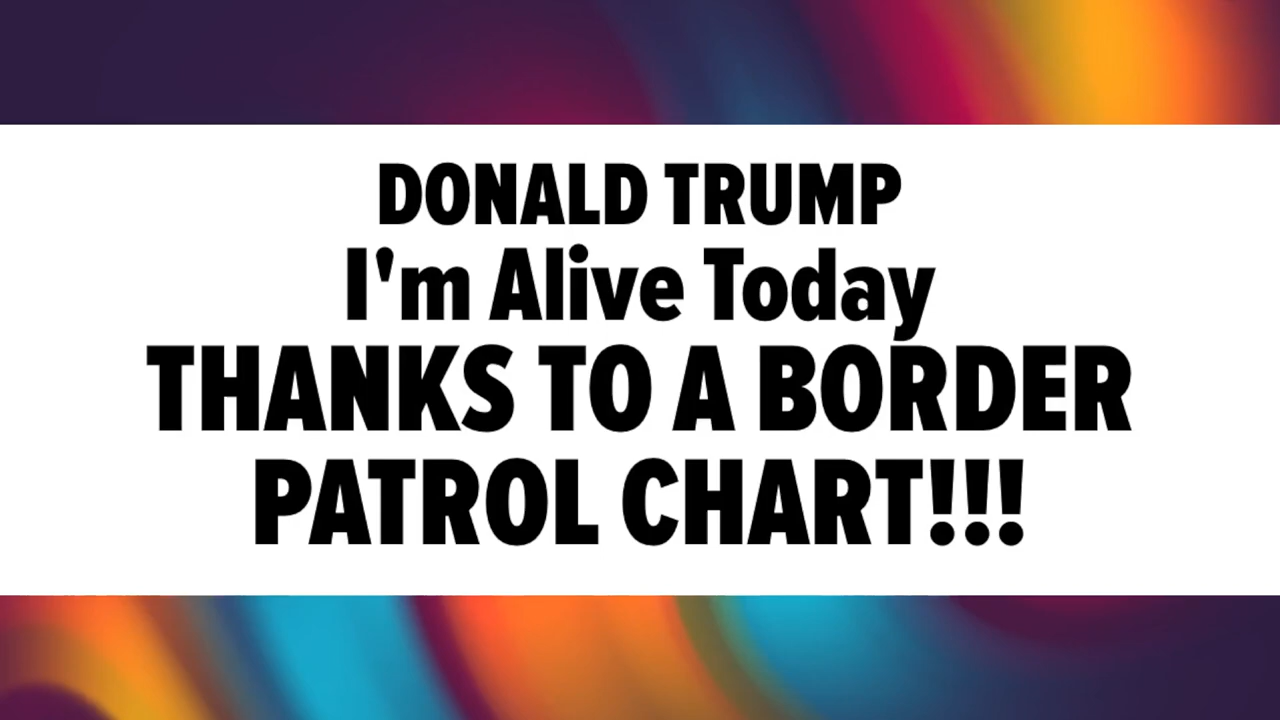 DONALD TRUMP
I'm Alive Today
THANKS TO A BORDER
PATROL CHART!!!